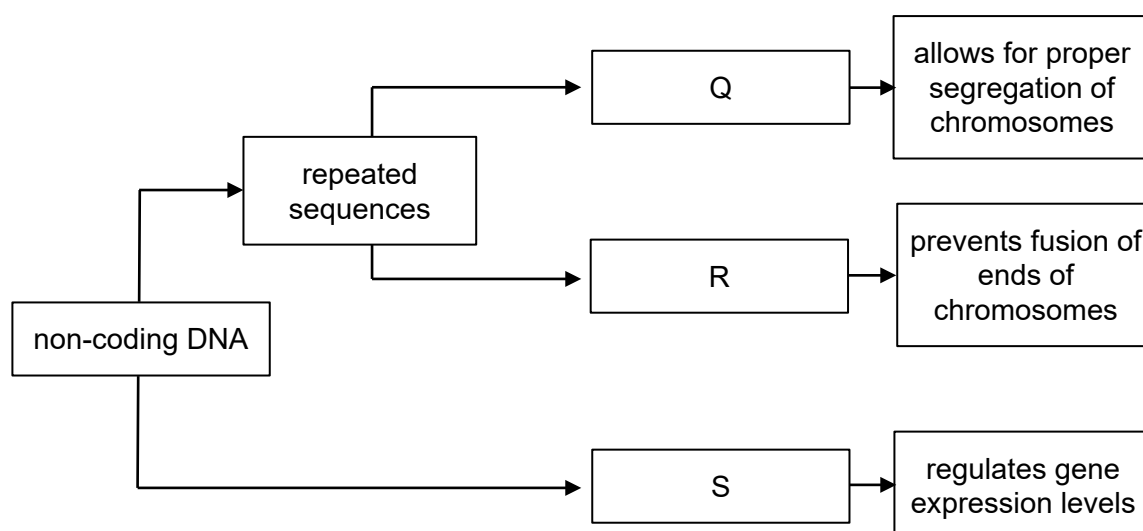 Q
allows for proper
segregation of
chromosomes
repeated
sequences
R
prevents fusion of
ends of
chromosomes
non-coding DNA
S
regulates gene
expression levels